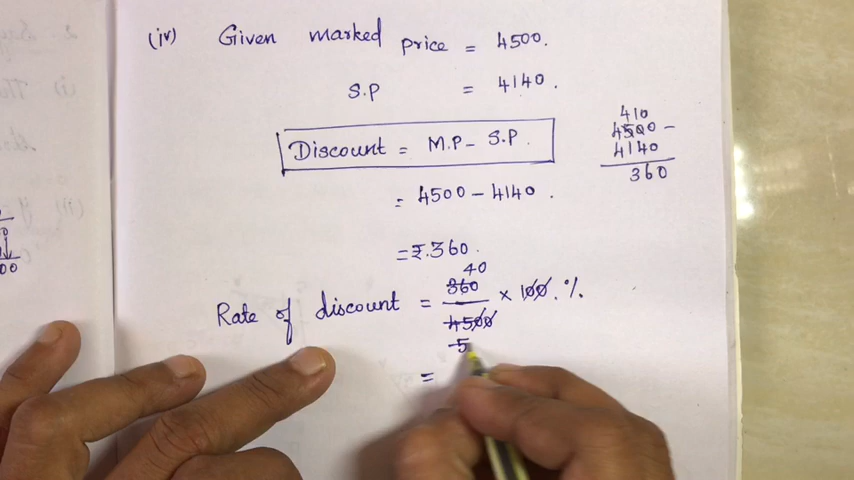 (iv) Given marked price = 4500.
S.P = 4140.
Discount = M.P - S.P.
= 4500 - 4140.
= ₹.360.
40
Rate of discount = 360/4500 × 100.%
5
=
410
4500 -
4140
360
00